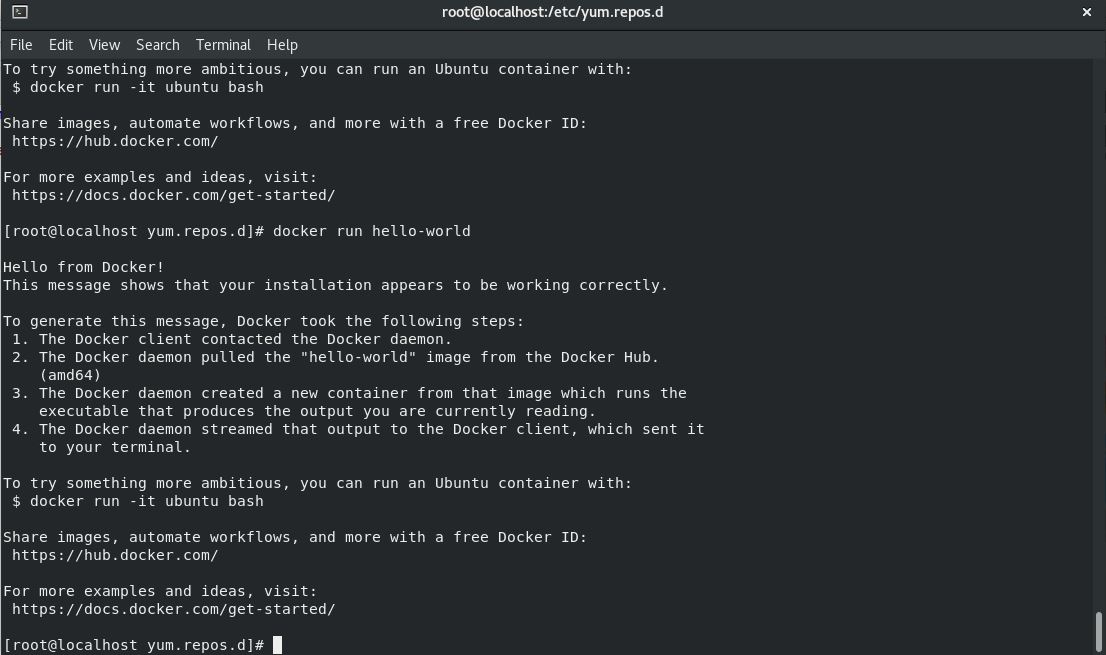 root@localhost:/etc/yum.repos.d
File Edit View Search Terminal Help
To try something more ambitious, you can run an Ubuntu container with:
 $ docker run -it ubuntu bash

Share images, automate workflows, and more with a free Docker ID:
 https://hub.docker.com/

For more examples and ideas, visit:
 https://docs.docker.com/get-started/

[root@localhost yum.repos.d]# docker run hello-world

Hello from Docker!
This message shows that your installation appears to be working correctly.

To generate this message, Docker took the following steps:
 1. The Docker client contacted the Docker daemon.
 2. The Docker daemon pulled the "hello-world" image from the Docker Hub.
    (amd64)
 3. The Docker daemon created a new container from that image which runs the
    executable that produces the output you are currently reading.
 4. The Docker daemon streamed that output to the Docker client, which sent it
    to your terminal.

To try something more ambitious, you can run an Ubuntu container with:
 $ docker run -it ubuntu bash

Share images, automate workflows, and more with a free Docker ID:
 https://hub.docker.com/

For more examples and ideas, visit:
 https://docs.docker.com/get-started/

[root@localhost yum.repos.d]#